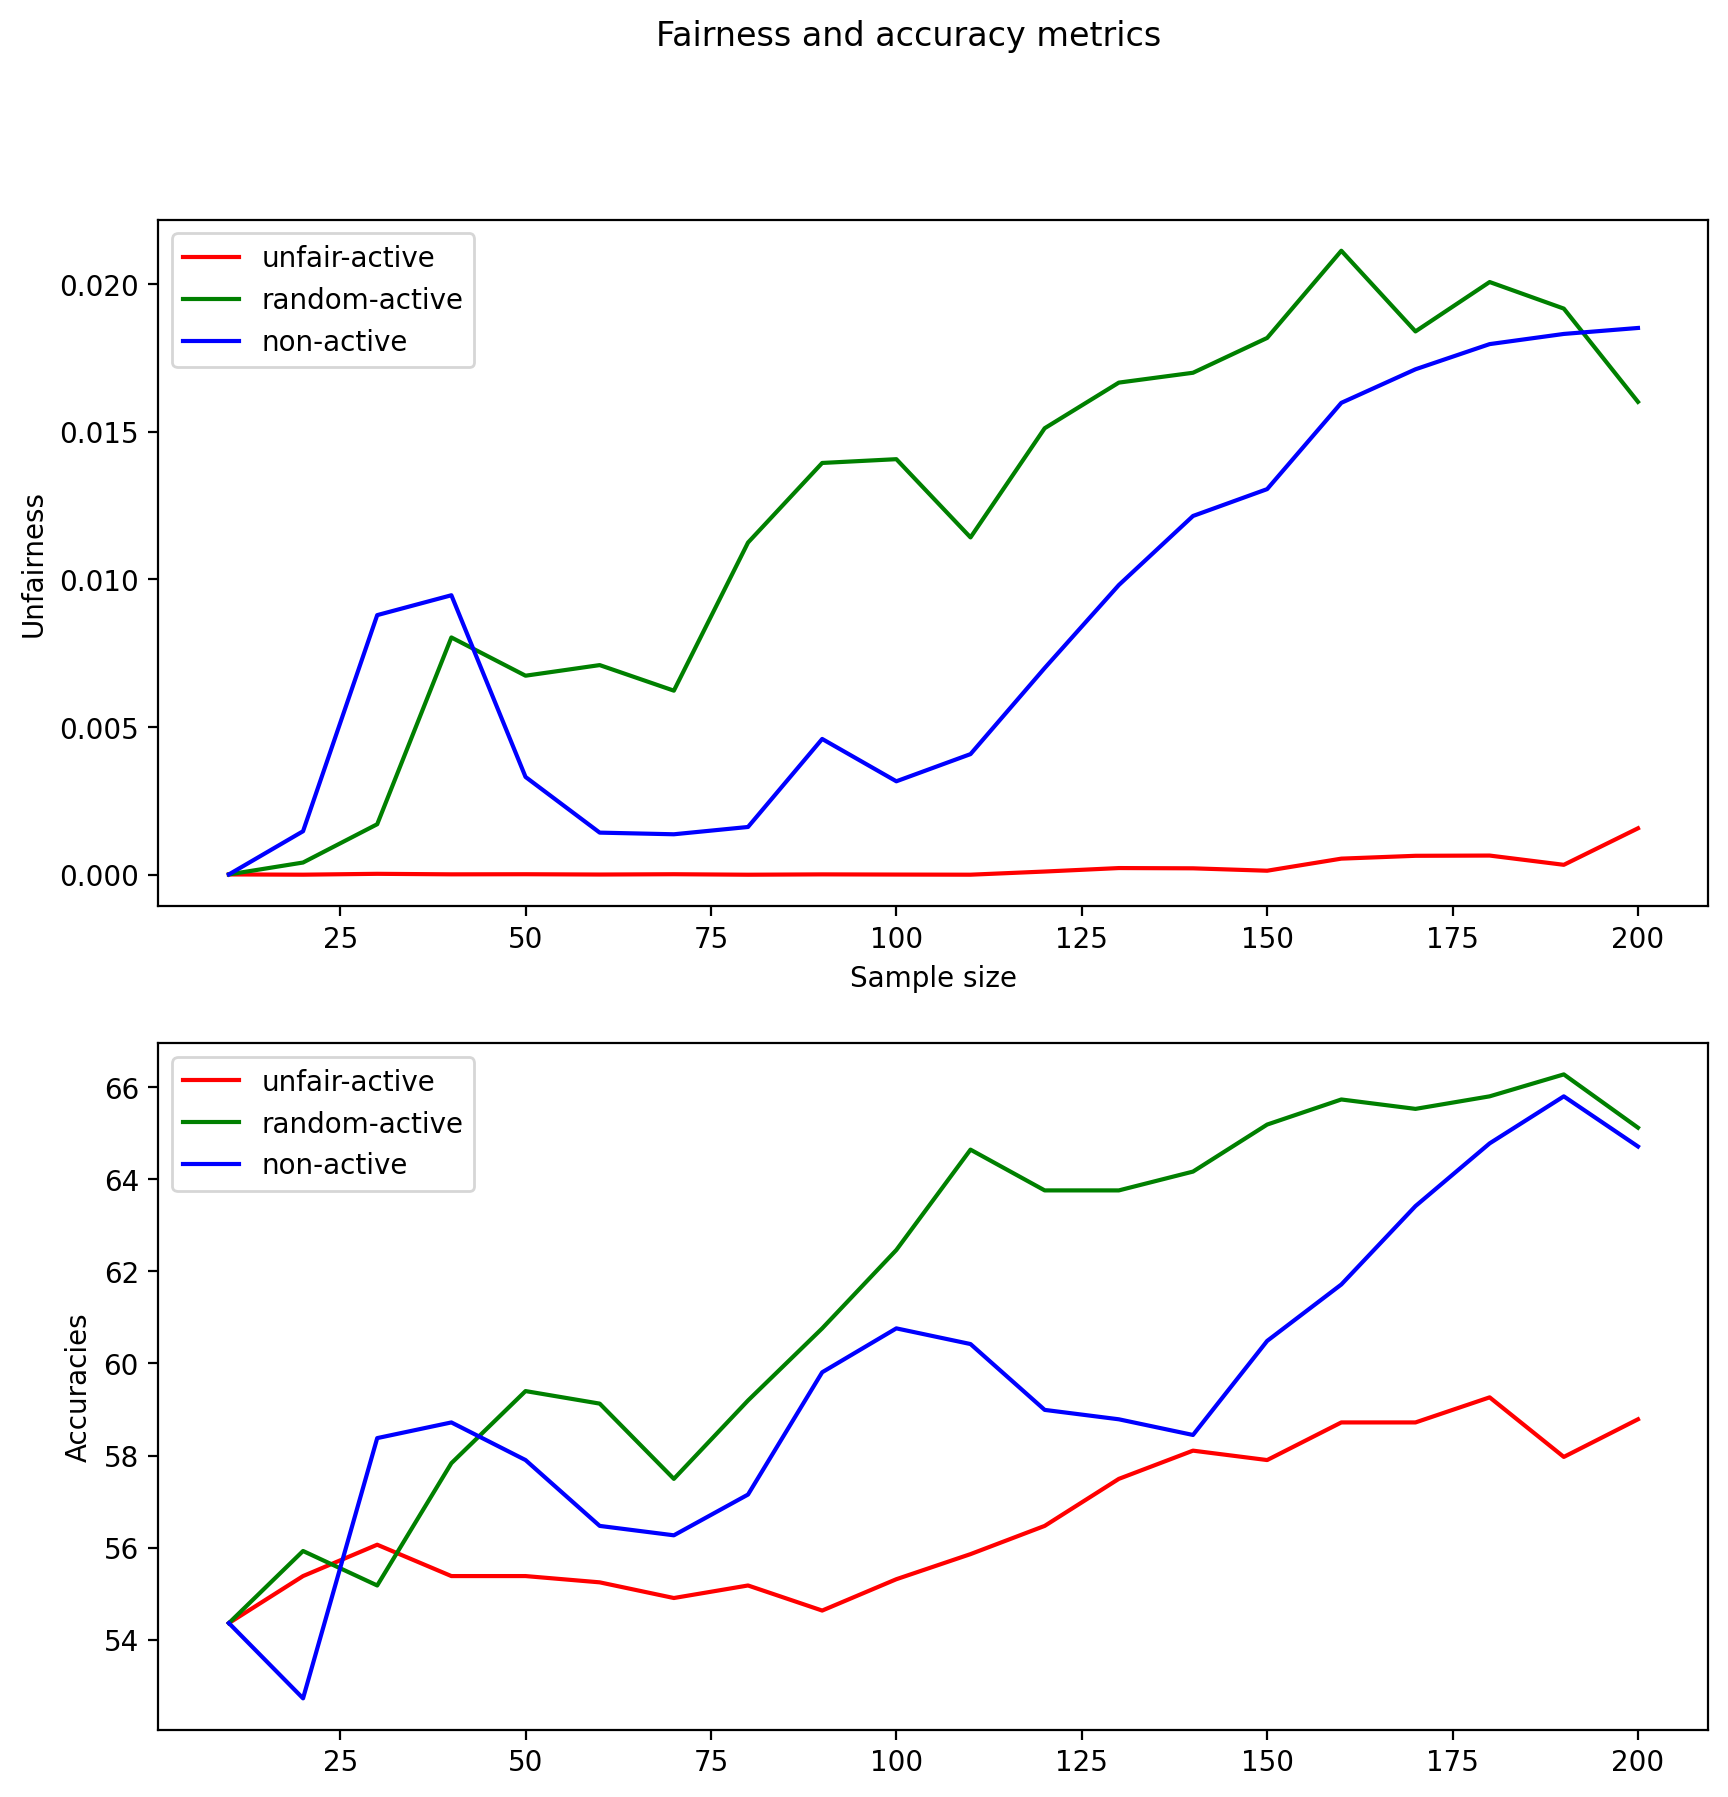 Fairness and accuracy metrics
unfair-active
random-active
non-active
0.020
0.015
0.010
0.005
0.000
Unfairness
25 50 75 100 125 150 175 200
Sample size
unfair-active
random-active
non-active
66
64
62
60
58
56
54
Accuracies
25 50 75 100 125 150 175 200